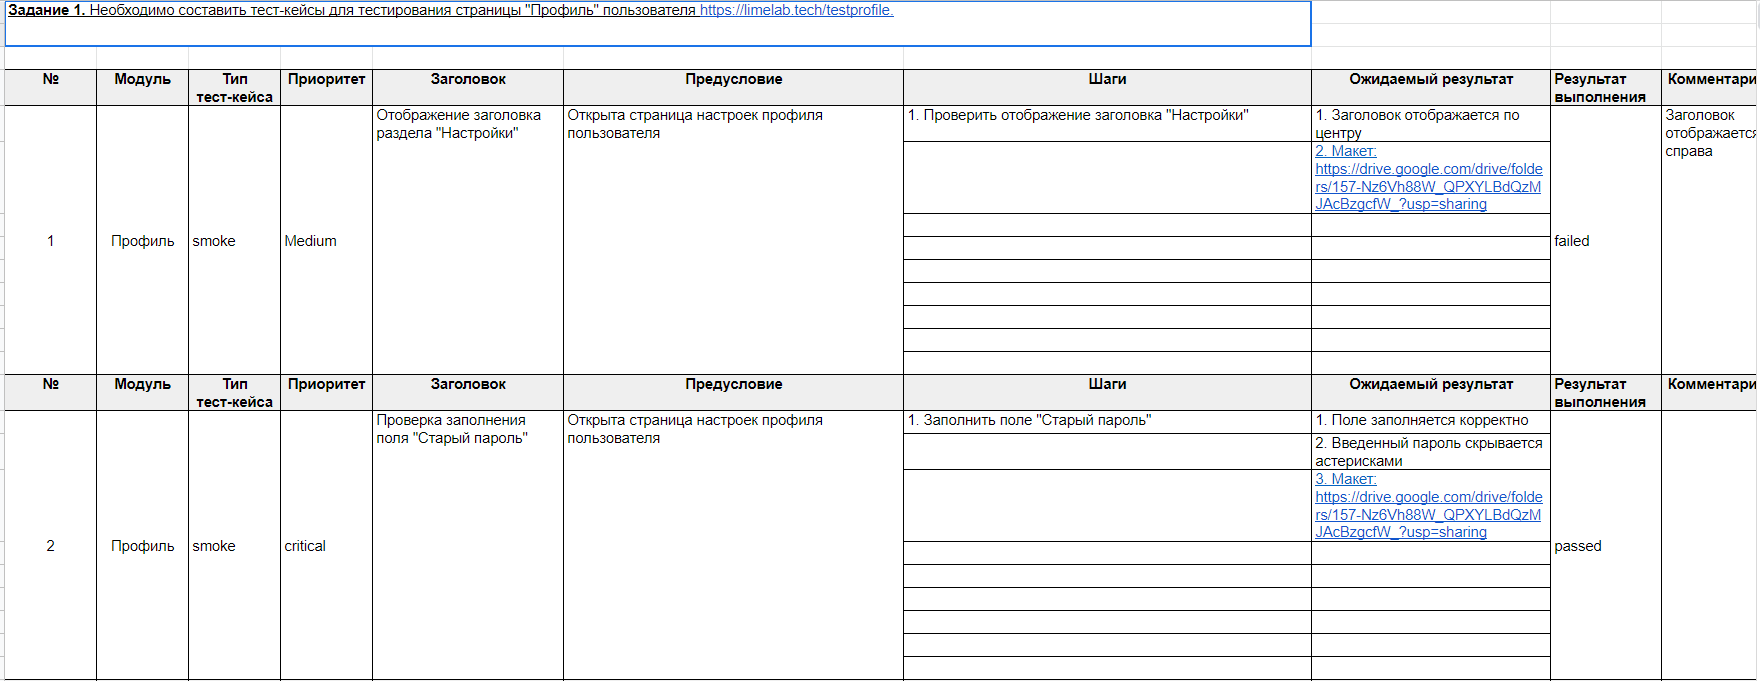 Задание 1. Необходимо составить тест-кейсы для тестирования страницы "Профиль" пользователя https://limelab.tech/testprofile.
№ Модуль Тип тест-кейса Приоритет Заголовок Предусловие Шаги Ожидаемый результат Результат выполнения Комментари
1 Профиль smoke Medium
Отображение заголовка
раздела "Настройки"
Открыта страница настроек профиля
пользователя
1. Проверить отображение заголовка "Настройки"
1. Заголовок отображается по
центру
2. Макет:
https://drive.google.com/drive/folde
rs/157-Nz6Vh88W_QPXYLBdQzM
JAcBzgcfW_?usp=sharing
failed
Заголовок
отображаетс
справа
№ Модуль Тип тест-кейса Приоритет Заголовок Предусловие Шаги Ожидаемый результат Результат выполнения Комментари
2 Профиль smoke critical
Проверка заполнения
поля "Старый пароль"
Открыта страница настроек профиля
пользователя
1. Заполнить поле "Старый пароль"
1. Поле заполняется корректно
2. Введенный пароль скрывается
астерисками
3. Макет:
https://drive.google.com/drive/folde
rs/157-Nz6Vh88W_QPXYLBdQzM
JAcBzgcfW_?usp=sharing
passed